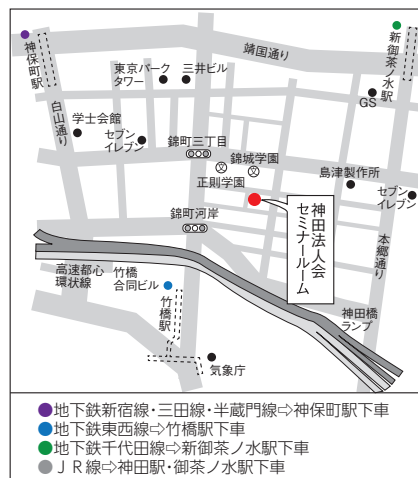 神保町駅
靖国通り
新御茶ノ水駅
東京パーク
タワー
三井ビル
白山通り
GS
学士会館
セブン
イレブン
錦町三丁目
錦城学園
正則学園
島津製作所
セブン
イレブン
錦町河岸
神田法人会
セミナールーム
本郷通り
高速都心
環状線
竹橋
合同ビル
竹橋駅
神田橋
ランプ
気象庁
●地下鉄新宿線・三田線・半蔵門線⇨神保町駅下車
●地下鉄東西線⇨竹橋駅下車
●地下鉄千代田線⇨新御茶ノ水駅下車
●ＪＲ線⇨神田駅・御茶ノ水駅下車